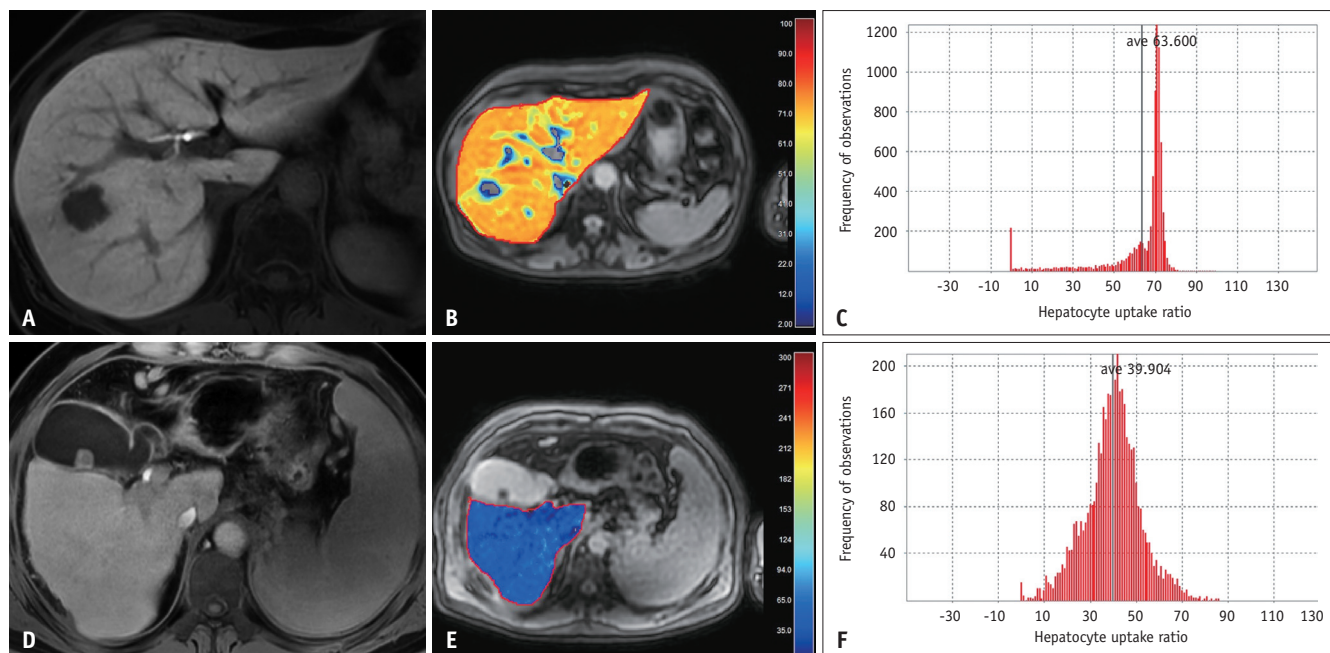 A
B
100
90.0
80.0
71.0
61.0
51.0
31.0
22.0
12.0
2.00
C
1200
1000
800
600
400
200
ave 63.600
Frequency of observations
-30 -10 10 30 50 70 90 110 130
Hepatocyte uptake ratio
D
E
300
271
241
212
182
153
124
94.0
65.0
35.0
F
200
160
120
80
40
ave 39.904
Frequency of observations
-30 -10 10 30 50 70 90 110 130
Hepatocyte uptake ratio